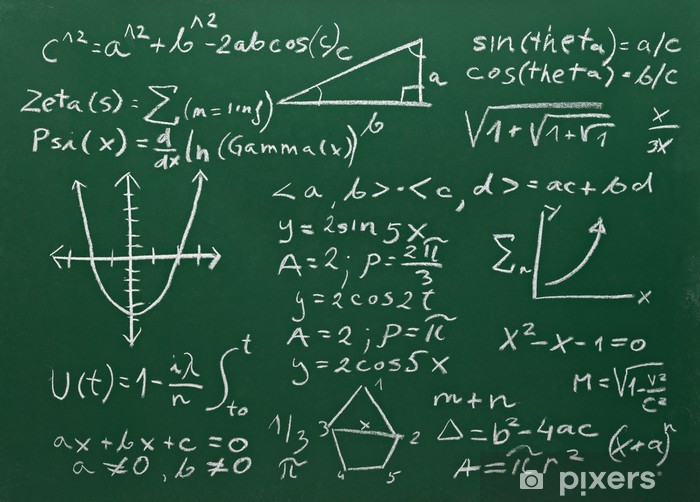 c^2=a^2+b^2-2abcos(c)
c
a
b
sin(theta)=a/c
cos(theta)=b/c
Zeta(s)=∑(m=1inf)
Psi(x)=d/dx ln(Gamma(x))
√1+√1+√1
x/3x
<a,b>·<c,d>=ac+bd
y=2sin5x
A=2; p=2π/3
y=2cos2t
A=2; p=π
y=2cos5x
∑n
y
x
x²-x-1=0
M=√1-v²/c²
U(t)=1-iλ/n ∫t to
ax+bx+c=0
a≠0, b≠0
1/3
π
1
3 x 2
4 5
m+n
Δ=b²-4ac
(x+a)^n
A=πr²
pixers®